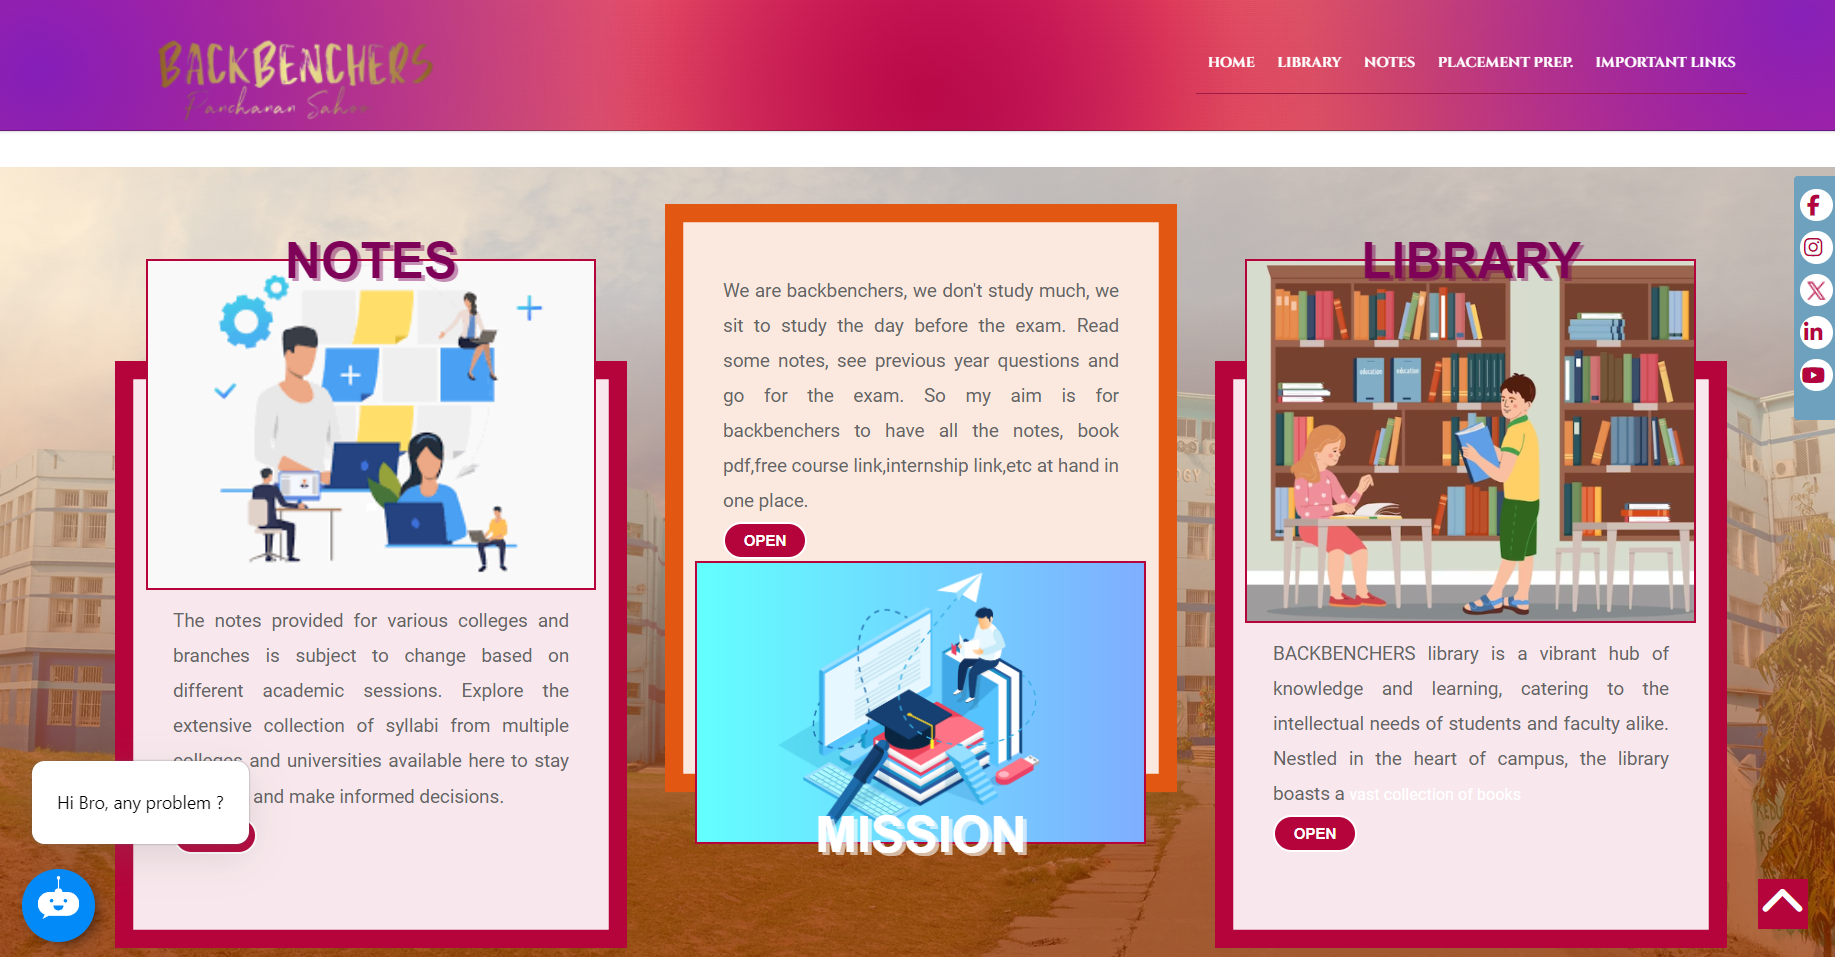 BACKBENCHERS
Panchanan Sahoo
HOME LIBRARY NOTES PLACEMENT PREP. IMPORTANT LINKS
NOTES
The notes provided for various colleges and
branches is subject to change based on
different academic sessions. Explore the
extensive collection of syllabi from multiple
colleges and universities available here to stay
and make informed decisions.
Hi Bro, any problem ?
We are backbenchers, we don't study much, we
sit to study the day before the exam. Read
some notes, see previous year questions and
go for the exam. So my aim is for
backbenchers to have all the notes, book
pdf,free course link,internship link,etc at hand in
one place.
OPEN
MISSION
LIBRARY
education education
BACKBENCHERS library is a vibrant hub of
knowledge and learning, catering to the
intellectual needs of students and faculty alike.
Nestled in the heart of campus, the library
boasts a vast collection of books
OPEN